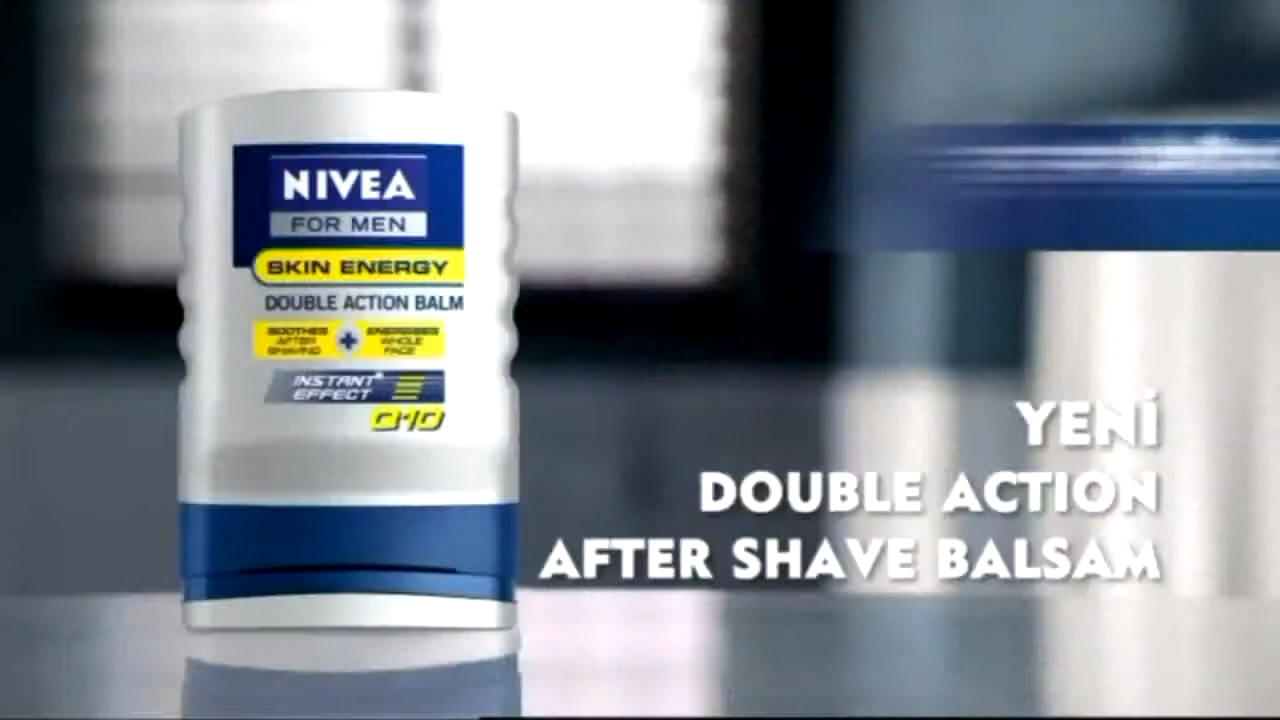 NIVEA
FOR MEN
SKIN ENERGY
DOUBLE ACTION BALM
SOOTHES AFTER SHAVING + ENERGISES WHOLE FACE
INSTANT EFFECT
Q10
YENİ
DOUBLE ACTION
AFTER SHAVE BALSAM